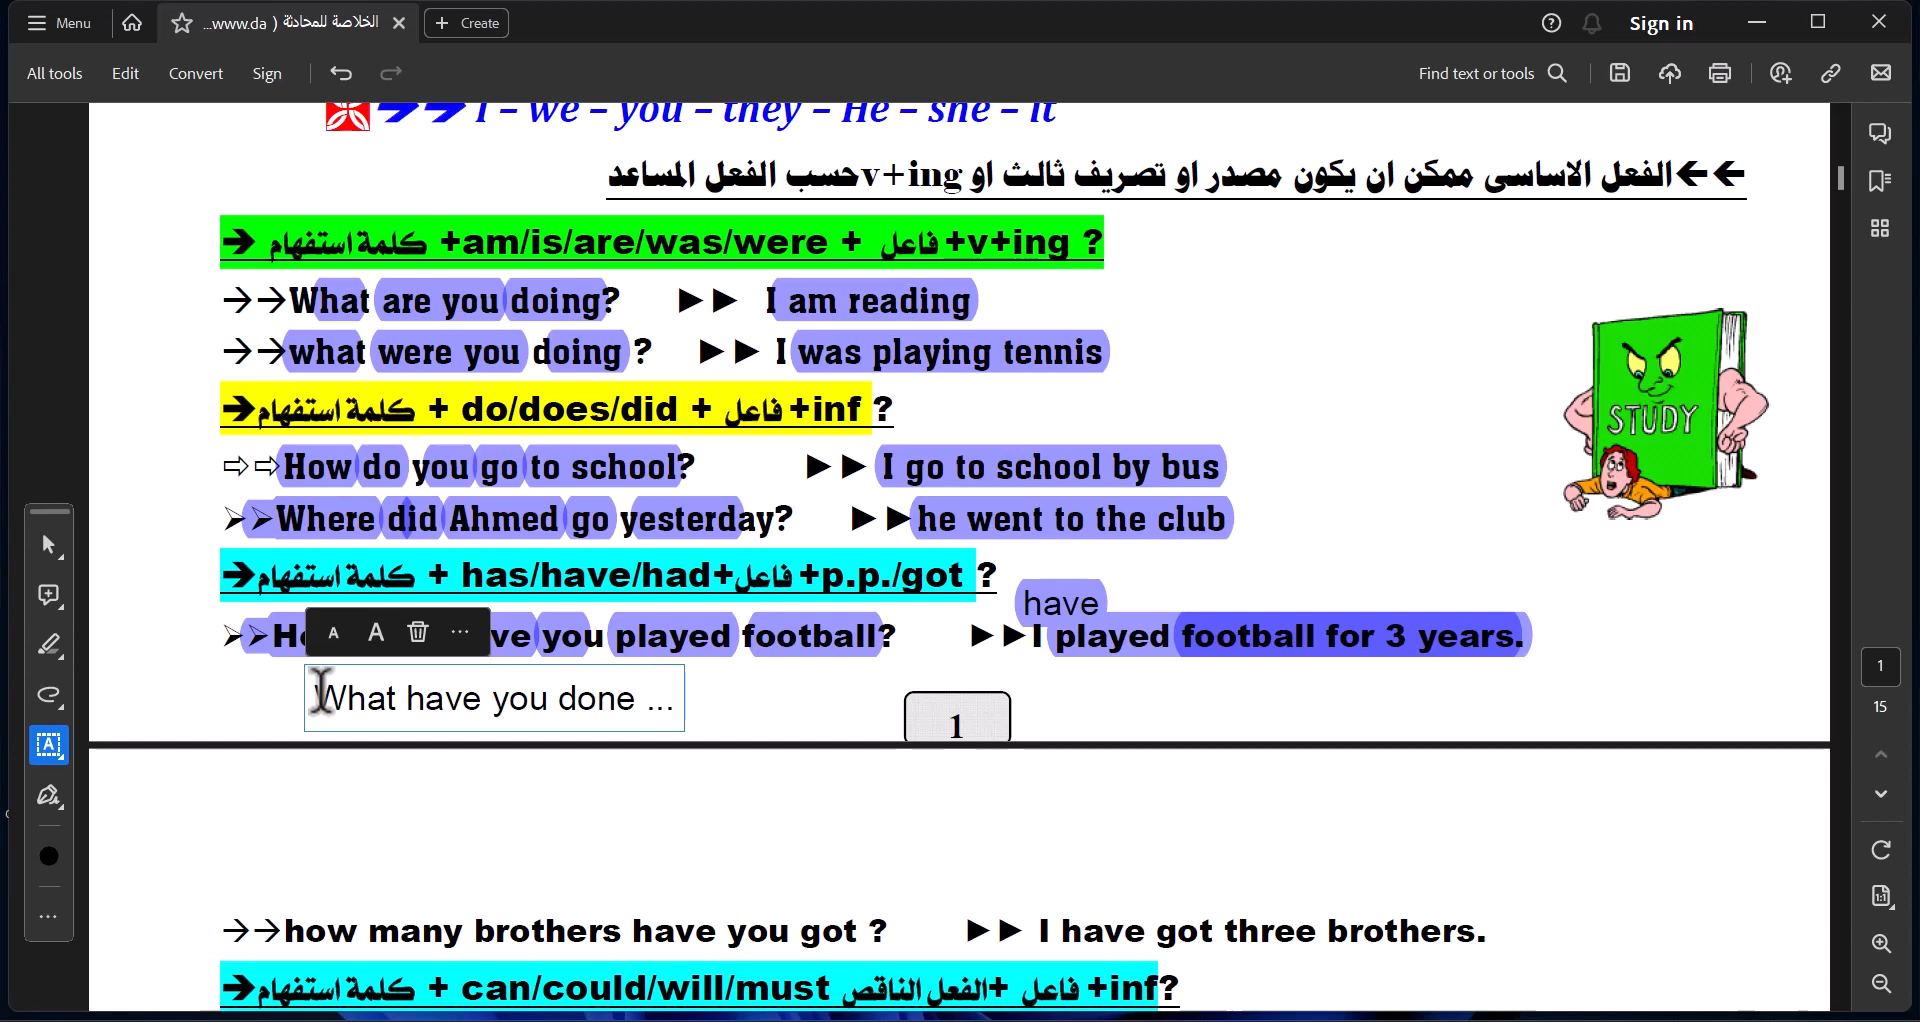 Menu
الخلاصة للمحادثة ( www.da...
Create
Sign in
All tools
Edit
Convert
Sign
Find text or tools
I – we – you – they – He – she – it
الفعل الاساسى ممكن ان يكون مصدر او تصريف ثالث او v+ing حسب الفعل المساعد
كلمة استفهام +am/is/are/was/were + فاعل +v+ing ?
What are you doing? ►► I am reading
what were you doing ? ►► I was playing tennis
كلمة استفهام + do/does/did + فاعل +inf ?
How do you go to school? ►► I go to school by bus
Where did Ahmed go yesterday? ►►he went to the club
STUDY
كلمة استفهام + has/have/had+فاعل +p.p./got ?
have
you played football? ►►I played football for 3 years.
What have you done ...
1
1
15
how many brothers have you got ? ►► I have got three brothers.
كلمة استفهام + can/could/will/must الفعل الناقص+ فاعل +inf?